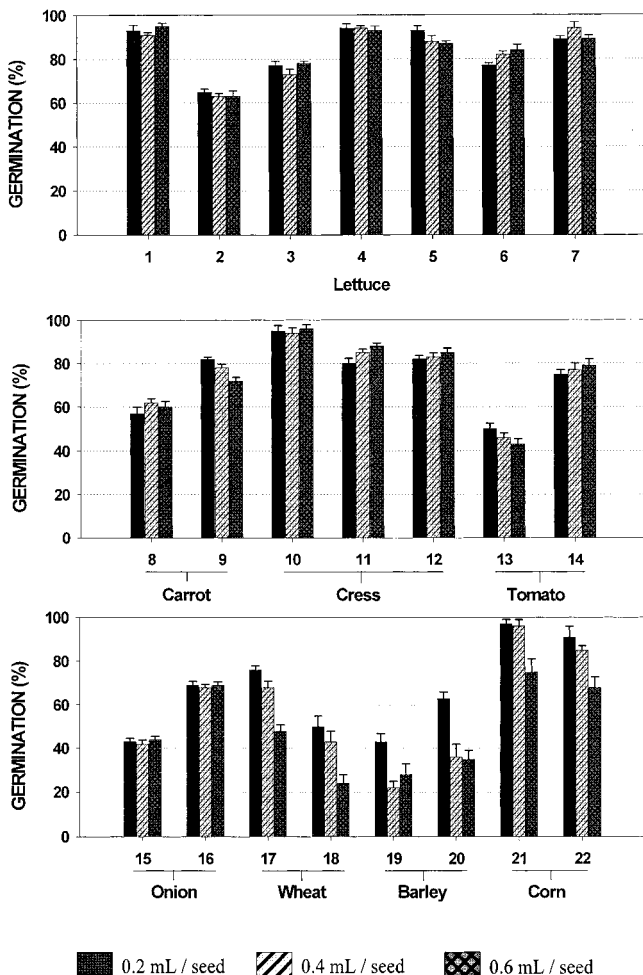 GERMINATION (%)
100
80
60
40
20
0
1 2 3 4 5 6 7
Lettuce
GERMINATION (%)
100
80
60
40
20
0
8 9 10 11 12 13 14
Carrot Cress Tomato
GERMINATION (%)
100
80
60
40
20
0
15 16 17 18 19 20 21 22
Onion Wheat Barley Corn
0.2 mL / seed 0.4 mL / seed 0.6 mL / seed